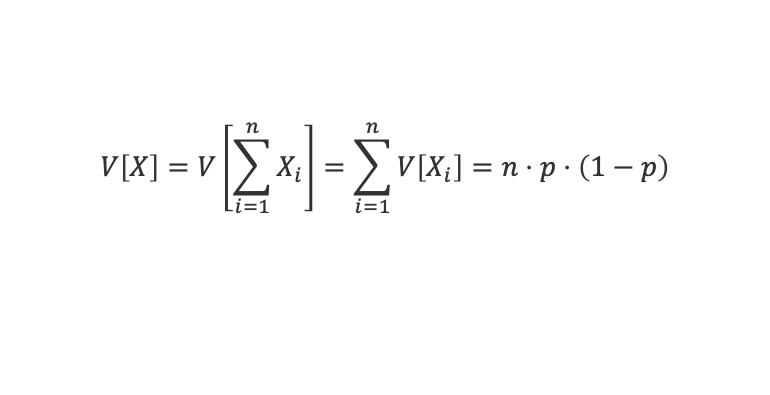 V[X] = V[∑_{i=1}^{n} X_i] = ∑_{i=1}^{n} V[X_i] = n · p · (1 − p)